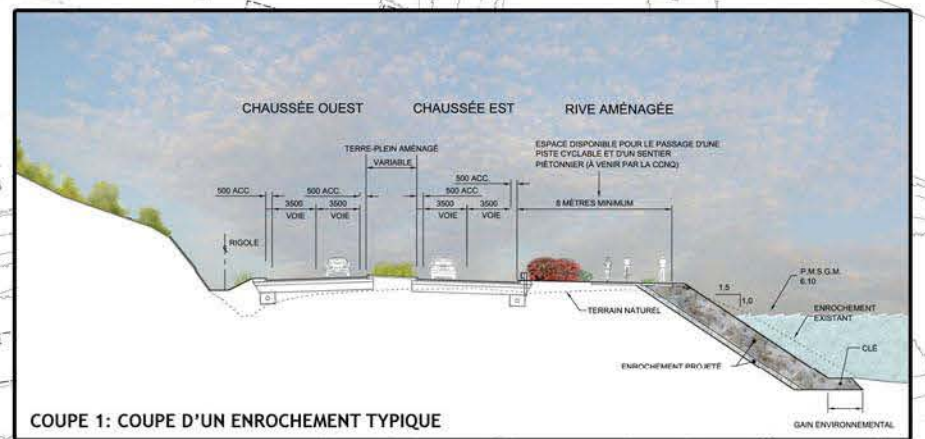 CHAUSSÉE OUEST
CHAUSSÉE EST
RIVE AMÉNAGÉE
TERRE-PLEIN AMÉNAGÉ
VARIABLE
ESPACE DISPONIBLE POUR LE PASSAGE D'UNE
PISTE CYCLABLE ET D'UN SENTIER
PIÉTONNIER (À VENIR PAR LA CCNQ)
500 ACC.
500 ACC.
500 ACC.
500 ACC.
3500
VOIE
3500
VOIE
3500
VOIE
3500
VOIE
8 MÈTRES MINIMUM
RIGOLE
P.M.S.G.M.
6.10
1,5
1,0
ENROCHEMENT
EXISTANT
TERRAIN NATUREL
CLÉ
ENROCHEMENT PROJETÉ
COUPE 1: COUPE D'UN ENROCHEMENT TYPIQUE
GAIN ENVIRONNEMENTAL